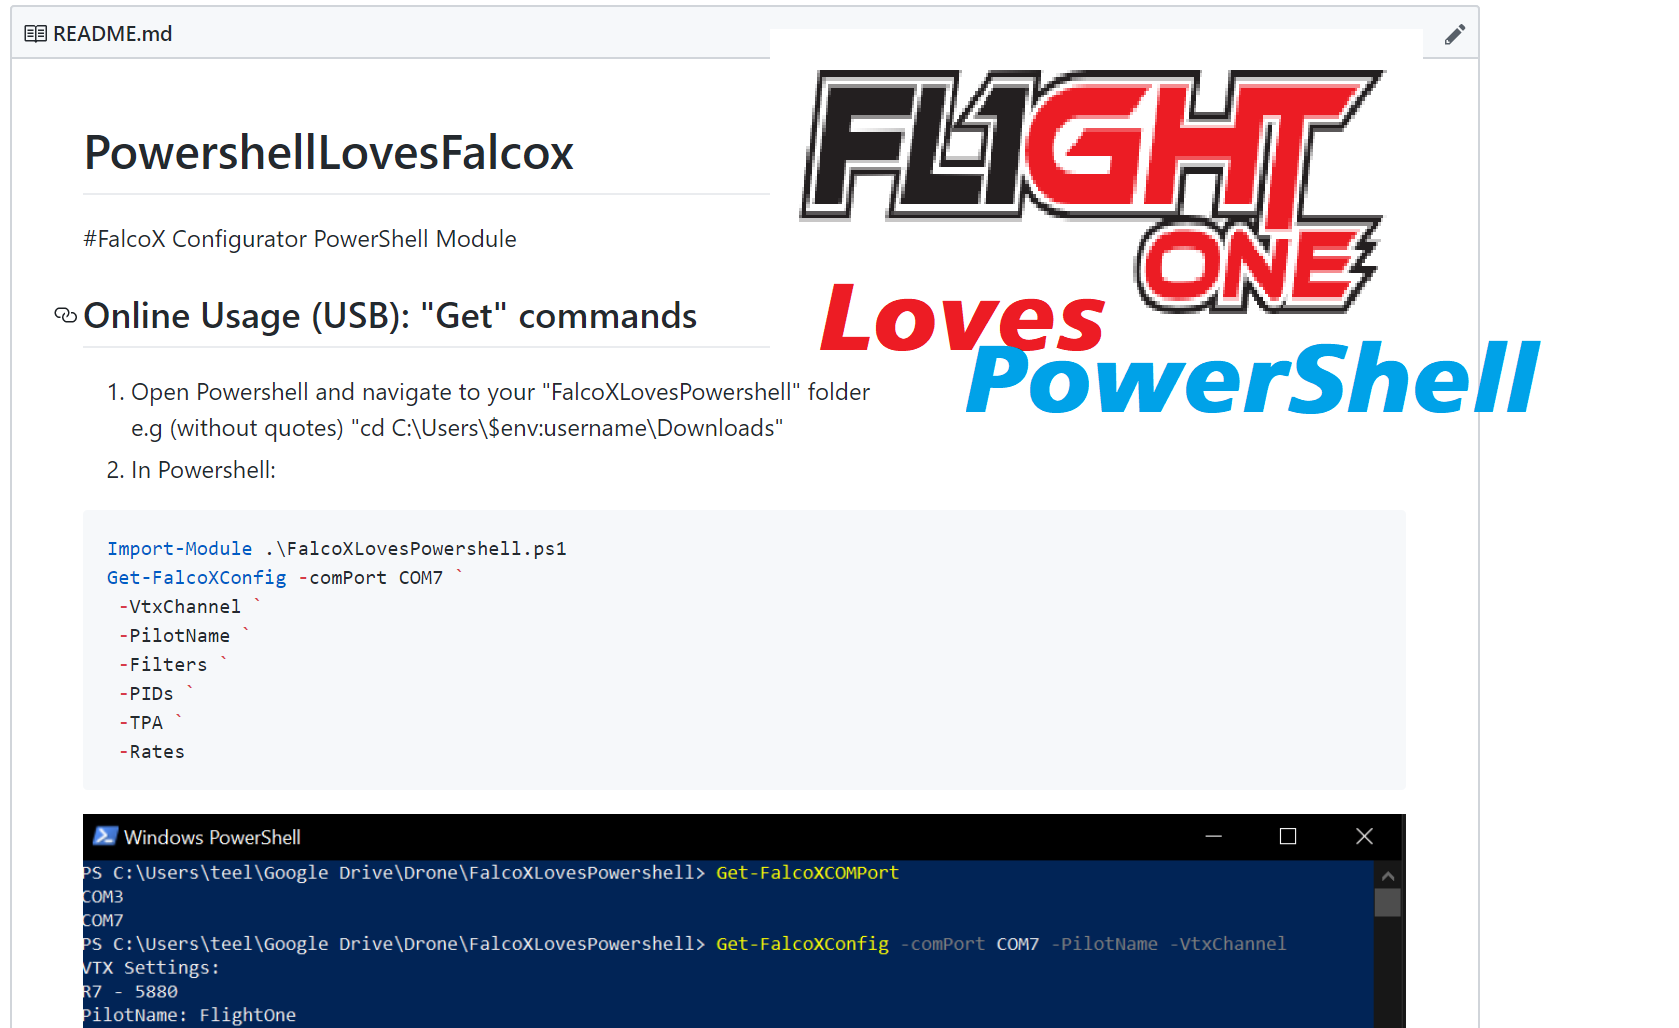 README.md
PowershellLovesFalcox
#FalcoX Configurator PowerShell Module
FL1GHT
ONE
Loves
PowerShell
Online Usage (USB): "Get" commands
1. Open Powershell and navigate to your "FalcoXLovesPowershell" folder
e.g (without quotes) "cd C:\Users\$env:username\Downloads"
2. In Powershell:
Import-Module .\FalcoXLovesPowershell.ps1
Get-FalcoXConfig -comPort COM7 `
-VtxChannel `
-PilotName `
-Filters `
-PIDs `
-TPA `
-Rates
Windows PowerShell
PS C:\Users\teel\Google Drive\Drone\FalcoXLovesPowershell> Get-FalcoXCOMPort
COM3
COM7
PS C:\Users\teel\Google Drive\Drone\FalcoXLovesPowershell> Get-FalcoXConfig -comPort COM7 -PilotName -VtxChannel
VTX Settings:
R7 - 5880
PilotName: FlightOne